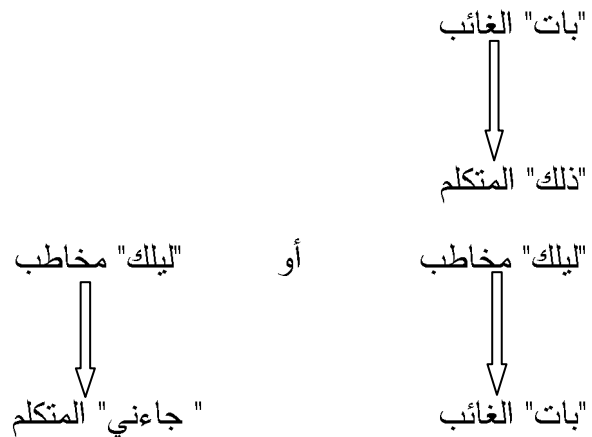 "بات" الغائب
"ذلك" المتكلم
"ليلك" مخاطب أو "ليلك" مخاطب
"بات" الغائب " جاءني" المتكلم